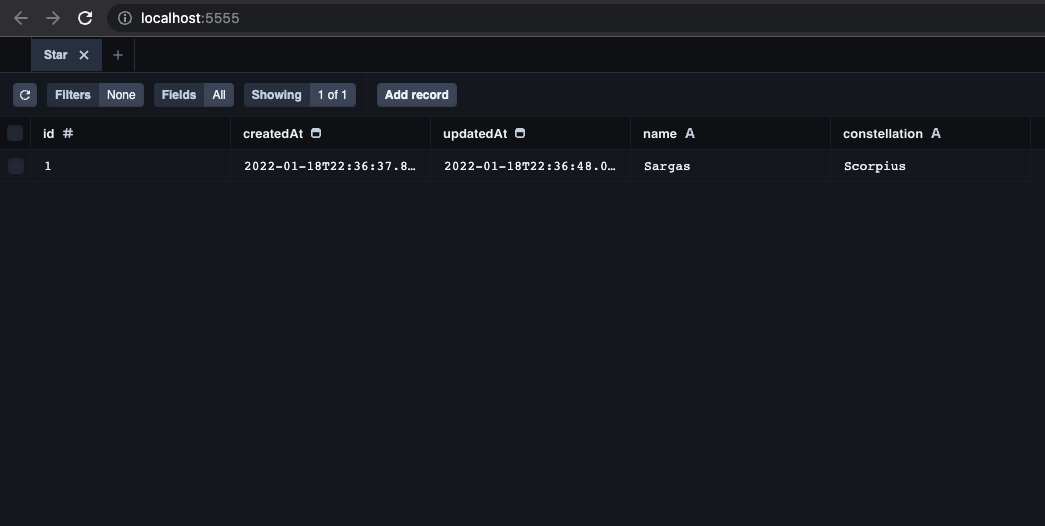 localhost:5555
Star
Filters None Fields All Showing 1 of 1 Add record
id # createdAt updatedAt name A constellation A
1 2022-01-18T22:36:37.8… 2022-01-18T22:36:48.0… Sargas Scorpius